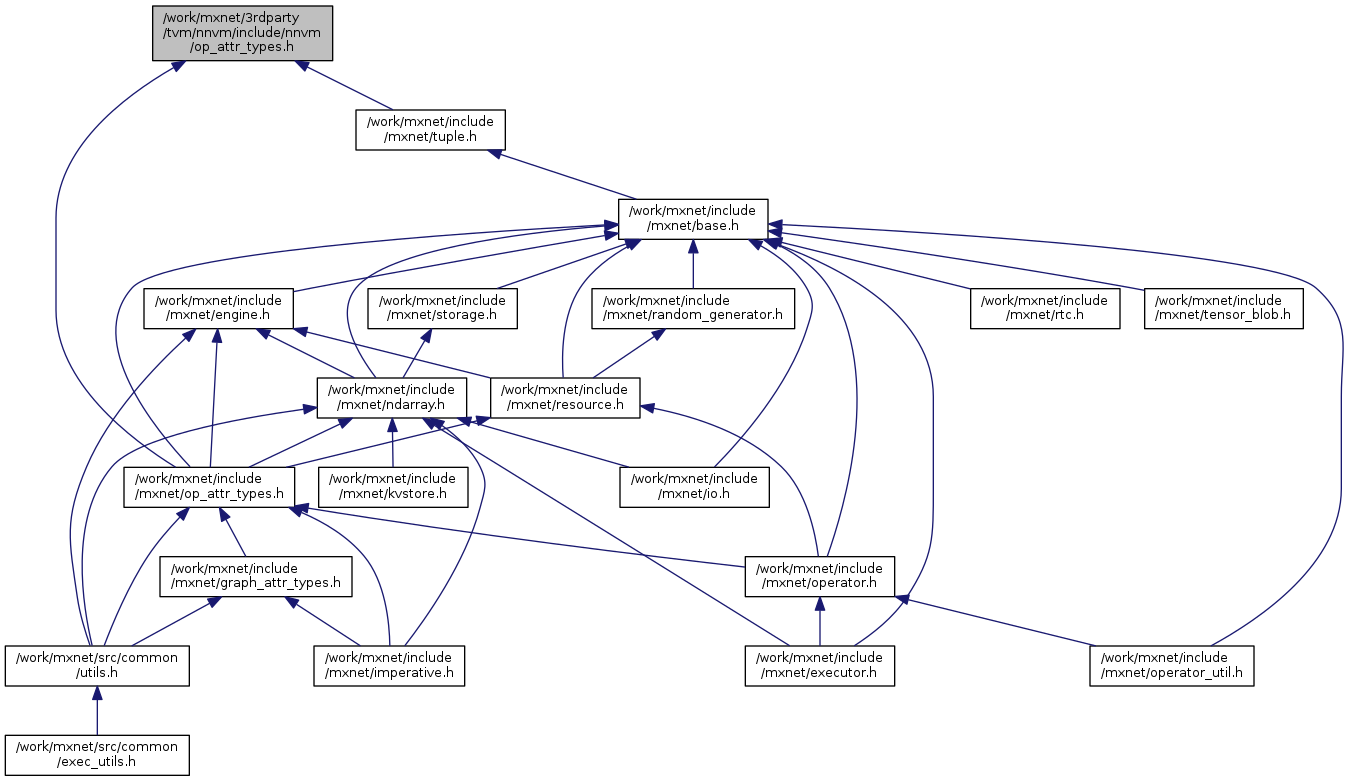 /work/mxnet/3rdparty
/tvm/nnvm/include/nnvm
/op_attr_types.h
/work/mxnet/include
/mxnet/tuple.h
/work/mxnet/include
/mxnet/base.h
/work/mxnet/include
/mxnet/engine.h
/work/mxnet/include
/mxnet/storage.h
/work/mxnet/include
/mxnet/random_generator.h
/work/mxnet/include
/mxnet/rtc.h
/work/mxnet/include
/mxnet/tensor_blob.h
/work/mxnet/include
/mxnet/ndarray.h
/work/mxnet/include
/mxnet/resource.h
/work/mxnet/include
/mxnet/op_attr_types.h
/work/mxnet/include
/mxnet/kvstore.h
/work/mxnet/include
/mxnet/io.h
/work/mxnet/include
/mxnet/graph_attr_types.h
/work/mxnet/include
/mxnet/operator.h
/work/mxnet/src/common
/utils.h
/work/mxnet/include
/mxnet/imperative.h
/work/mxnet/include
/mxnet/executor.h
/work/mxnet/include
/mxnet/operator_util.h
/work/mxnet/src/common
/exec_utils.h